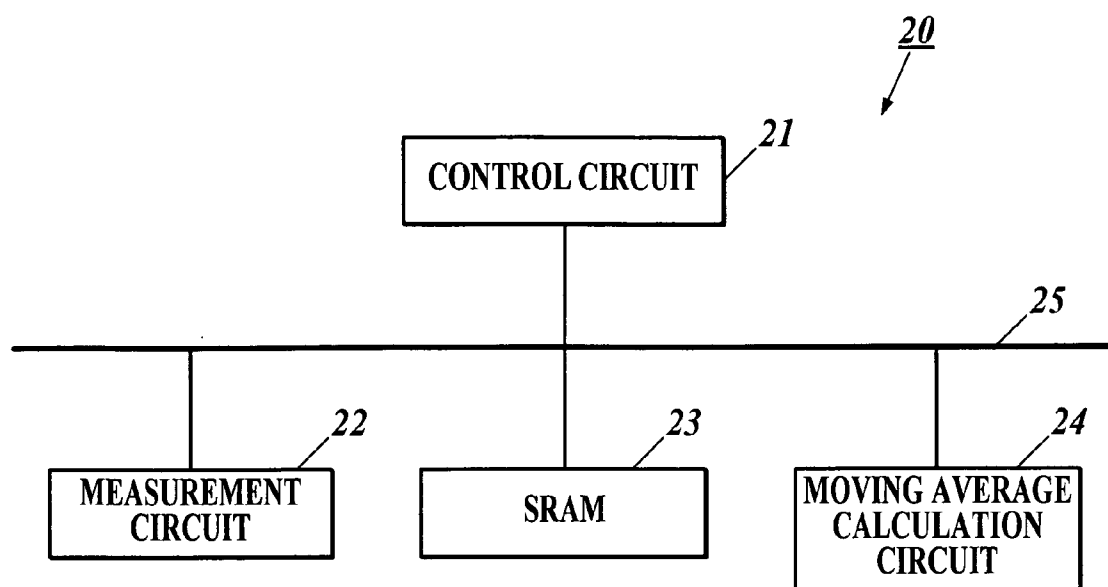 20
21
CONTROL CIRCUIT
25
22
23
24
MEASUREMENT
CIRCUIT
SRAM
MOVING AVERAGE
CALCULATION
CIRCUIT